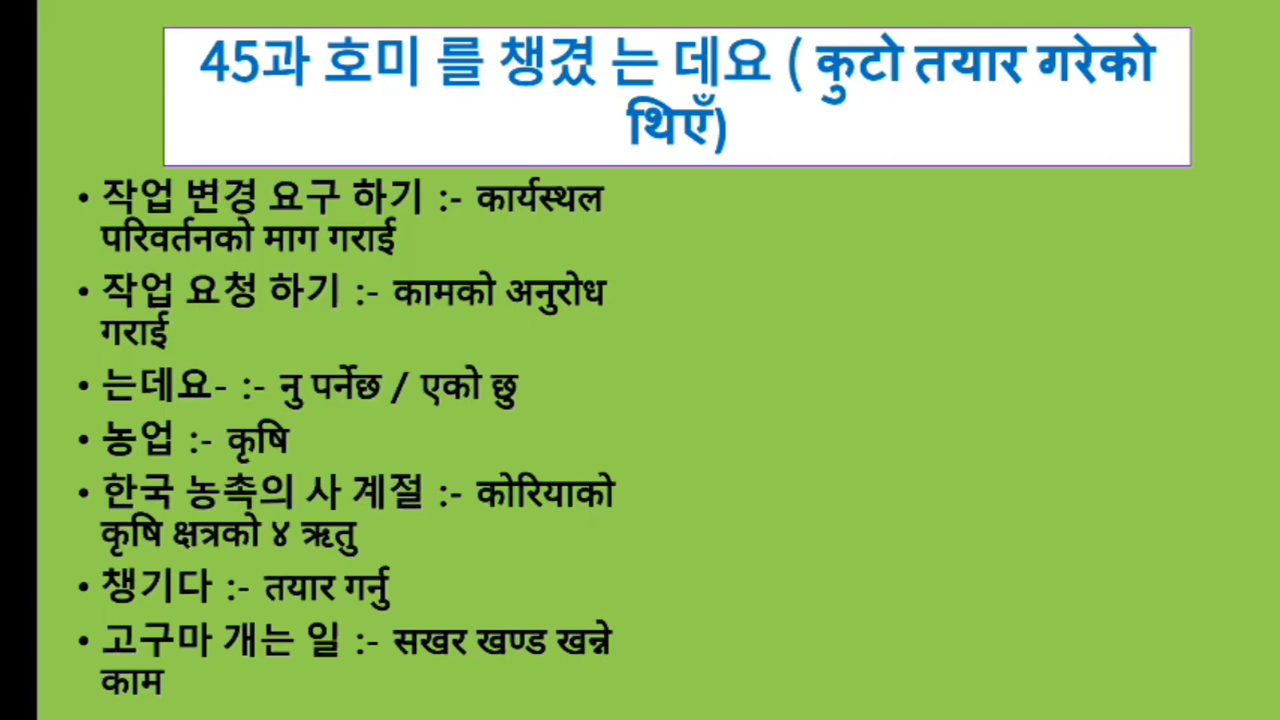 45과 호미 를 챙겼 는 데요 ( कुटो तयार गरेको
थिएँ)
• 작업 변경 요구 하기 :- कार्यस्थल
परिवर्तनको माग गराई
• 작업 요청 하기 :- कामको अनुरोध
गराई
• 는데요- :- नु पर्नेछ / एको छु
• 농업 :- कृषि
• 한국 농촉의 사 계절 :- कोरियाको
कृषि क्षत्रको ४ ऋतु
• 챙기다 :- तयार गर्नु
• 고구마 개는 일 :- सखर खण्ड खन्ने
काम